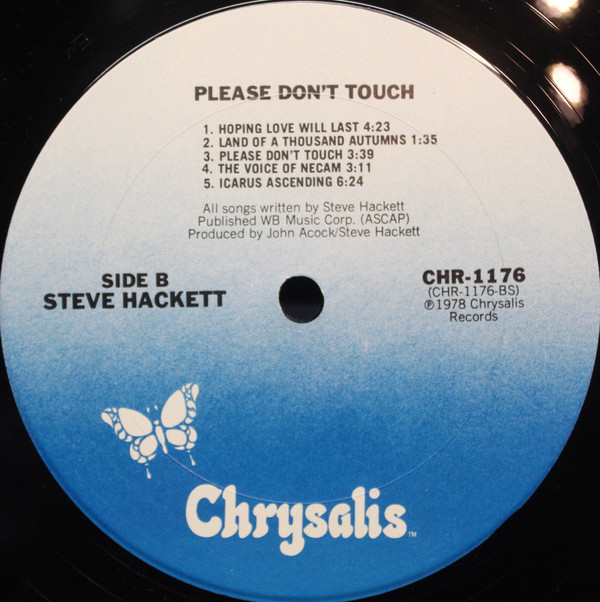 PLEASE DON'T TOUCH
1. HOPING LOVE WILL LAST 4:23
2. LAND OF A THOUSAND AUTUMNS 1:35
3. PLEASE DON'T TOUCH 3:39
4. THE VOICE OF NECAM 3:11
5. ICARUS ASCENDING 6:24
All songs written by Steve Hackett
Published WB Music Corp. (ASCAP)
Produced by John Acock/Steve Hackett
SIDE B
STEVE HACKETT
CHR-1176
(CHR-1176-BS)
℗1978 Chrysalis
Records
Chrysalis™